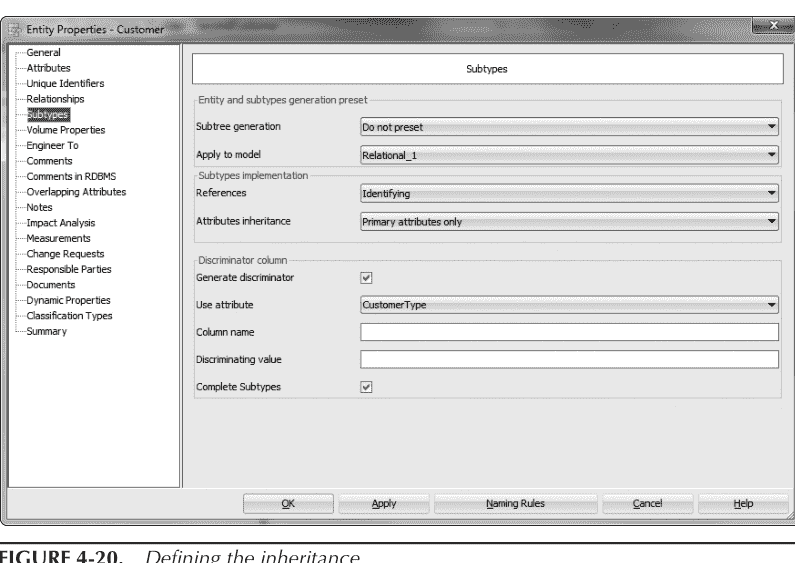 Entity Properties - Customer
General
Attributes
Unique Identifiers
Relationships
Subtypes
Volume Properties
Engineer To
Comments
Comments in RDBMS
Overlapping Attributes
Notes
Impact Analysis
Measurements
Change Requests
Responsible Parties
Documents
Dynamic Properties
Classification Types
Summary
Subtypes
Entity and subtypes generation preset
Subtree generation Do not preset
Apply to model Relational_1
Subtypes implementation
References Identifying
Attributes inheritance Primary attributes only
Discriminator column
Generate discriminator
Use attribute CustomerType
Column name
Discriminating value
Complete Subtypes
OK Apply Naming Rules Cancel Help
FIGURE 4-20. Defining the inheritance